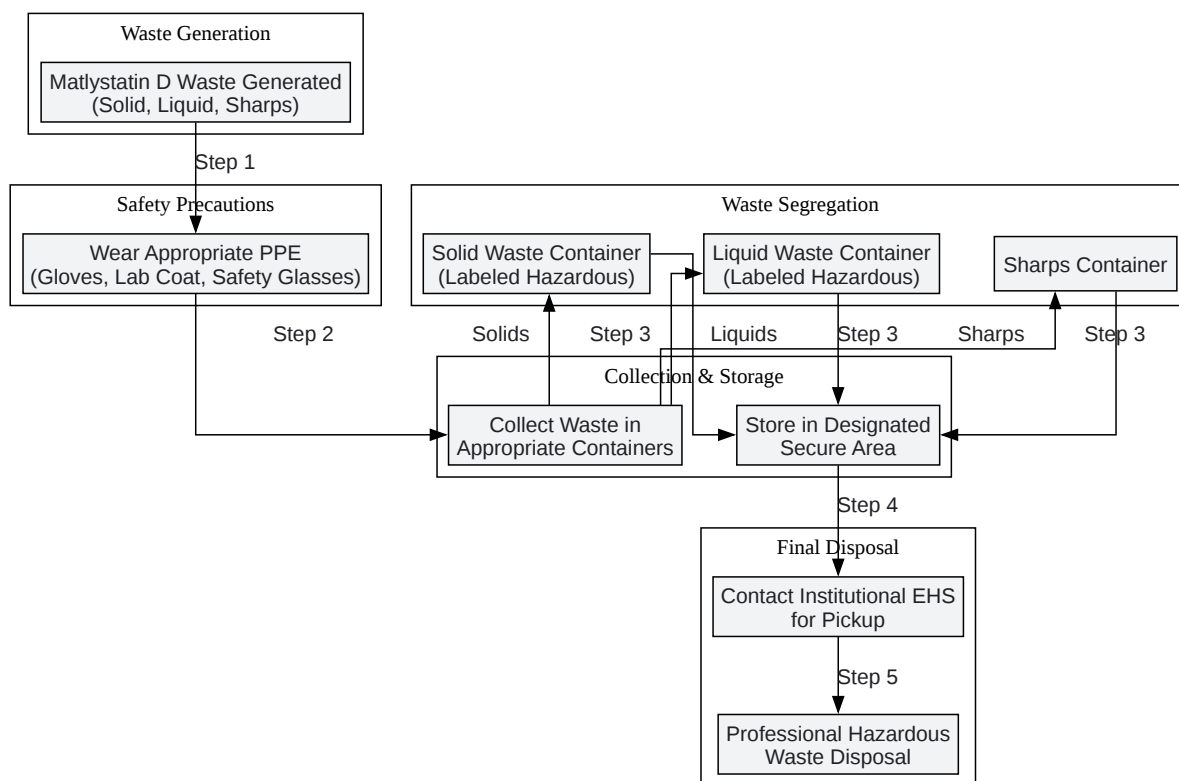 Waste Generation
Matlystatin D Waste Generated
(Solid, Liquid, Sharps)
Step 1
Safety Precautions
Wear Appropriate PPE
(Gloves, Lab Coat, Safety Glasses)
Waste Segregation
Solid Waste Container
(Labeled Hazardous)
Liquid Waste Container
(Labeled Hazardous)
Sharps Container
Step 2
Solids
Step 3
Liquids
Step 3
Sharps
Step 3
Collection & Storage
Collect Waste in
Appropriate Containers
Store in Designated
Secure Area
Step 4
Final Disposal
Contact Institutional EHS
for Pickup
Step 5
Professional Hazardous
Waste Disposal